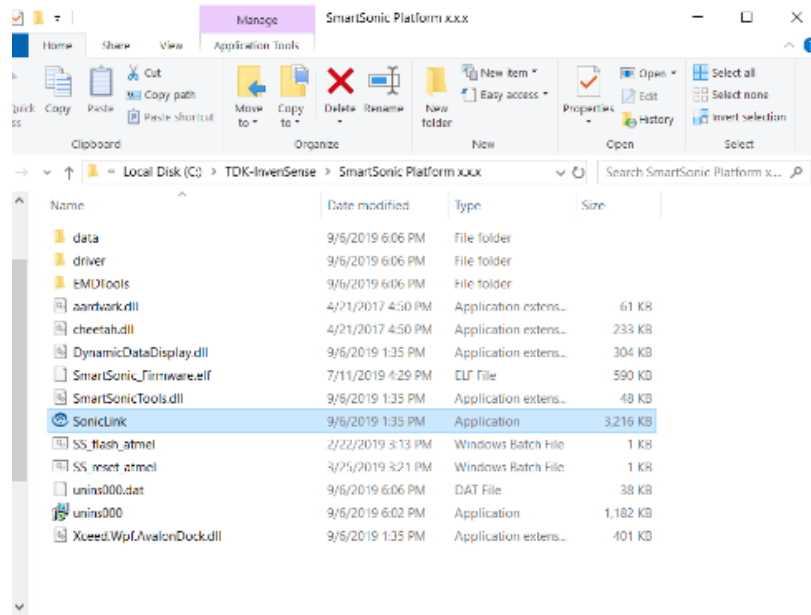 Manage
SmartSonic Platform x.x.x
Home Share View Application Tools
Quick Copy Paste Cut
Copy path
Paste shortcut
Move to Copy to Delete Rename New folder
New item
Easy access
Properties Open
Edit
History
Select all
Select none
Invert selection
Clipboard Organize New Open Select
« Local Disk (C:) > TDK-InvenSense > SmartSonic Platform x.x.x
Search SmartSonic Platform x...
Name Date modified Type Size
data 9/6/2019 6:06 PM File folder
driver 9/6/2019 6:06 PM File folder
EMDTools 9/6/2019 6:06 PM File folder
aardvark.dll 4/21/2017 4:50 PM Application extens... 61 KB
cheetah.dll 4/21/2017 4:50 PM Application extens... 233 KB
DynamicDataDisplay.dll 9/6/2019 1:35 PM Application extens... 304 KB
SmartSonic_Firmware.elf 7/11/2019 4:29 PM ELF File 590 KB
SmartSonicTools.dll 9/6/2019 1:35 PM Application extens... 48 KB
SonicLink 9/6/2019 1:35 PM Application 3,216 KB
SS_flash_atmel 2/22/2019 3:13 PM Windows Batch File 1 KB
SS_reset_atmel 3/25/2019 3:21 PM Windows Batch File 1 KB
unins000.dat 9/6/2019 6:06 PM DAT File 38 KB
unins000 9/6/2019 6:02 PM Application 1,182 KB
Xceed.Wpf.AvalonDock.dll 9/6/2019 1:35 PM Application extens... 401 KB